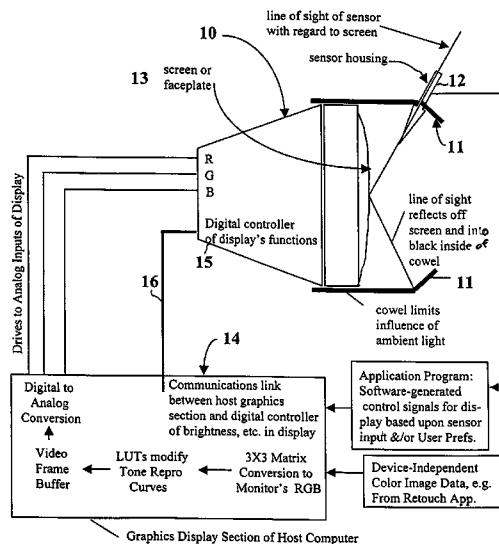 line of sight of sensor
with regard to screen
10
sensor housing
13
screen or
faceplate
12
11
R
G
B
line of sight
reflects off
screen and into
black inside of
cowel
Digital controller
of display's functions
15
11
16
cowel limits
influence of
ambient light
Drives to Analog Inputs of Display
14
Digital to
Analog
Conversion
Communications link
between host graphics
section and digital controller
of brightness, etc. in display
Application Program:
Software-generated
control signals for dis-
play based upon sensor
input &/or User Prefs.
Video
Frame
Buffer
LUTs modify
Tone Repro
Curves
3X3 Matrix
Conversion to
Monitor's RGB
Device-Independent
Color Image Data, e.g.
From Retouch App.
Graphics Display Section of Host Computer